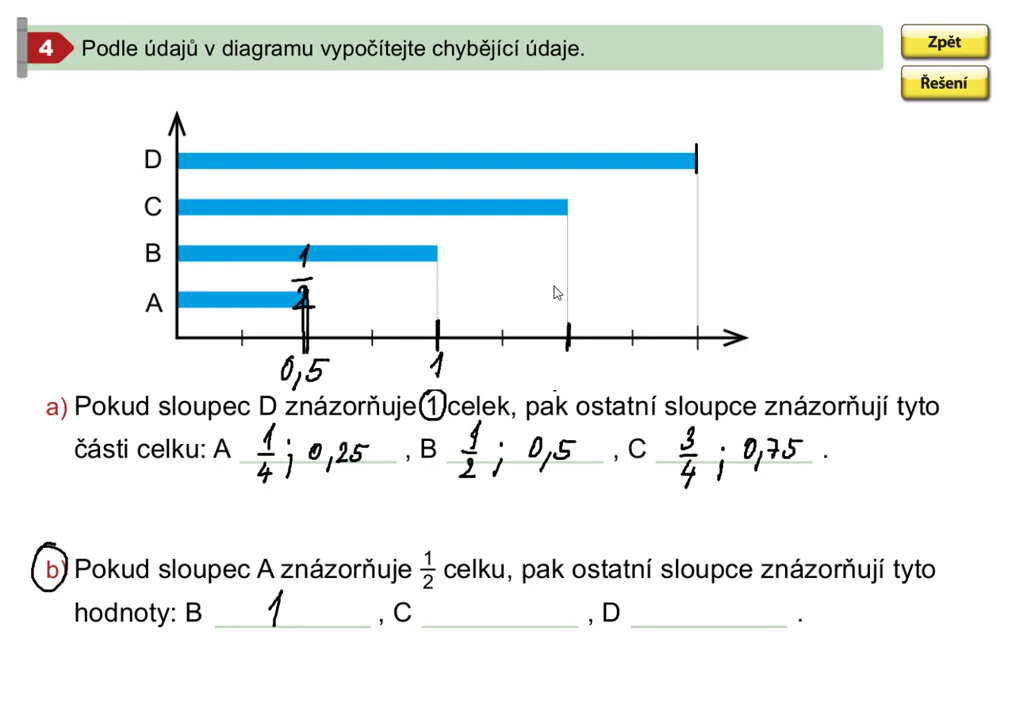 4 Podle údajů v diagramu vypočítejte chybějící údaje.
Zpět
Řešení
D
C
B
1
2
A
0,5 1
a) Pokud sloupec D znázorňuje 1 celek, pak ostatní sloupce znázorňují tyto
části celku: A 1/4 ; 0,25 , B 1/2 ; 0,5 , C 3/4 ; 0,75 .
b) Pokud sloupec A znázorňuje 1/2 celku, pak ostatní sloupce znázorňují tyto
hodnoty: B 1 , C , D .